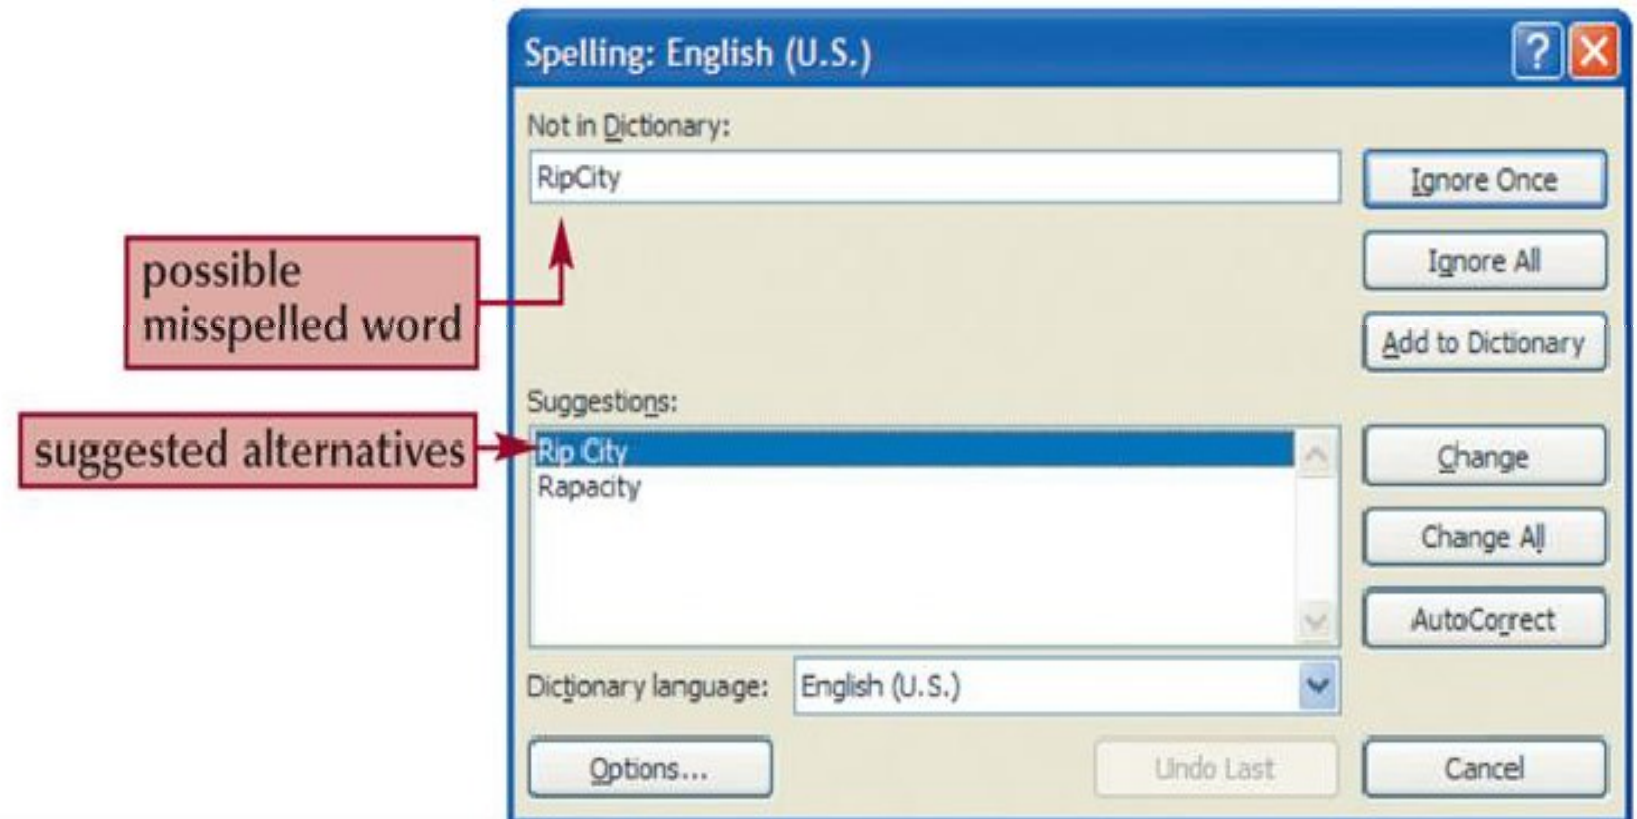 Spelling: English (U.S.)
Not in Dictionary:
RipCity
Ignore Once
possible
misspelled word
Ignore All
Add to Dictionary
Suggestions:
suggested alternatives
Rip City
Rapacity
Change
Change All
AutoCorrect
Dictionary language: English (U.S.)
Options...
Undo Last
Cancel